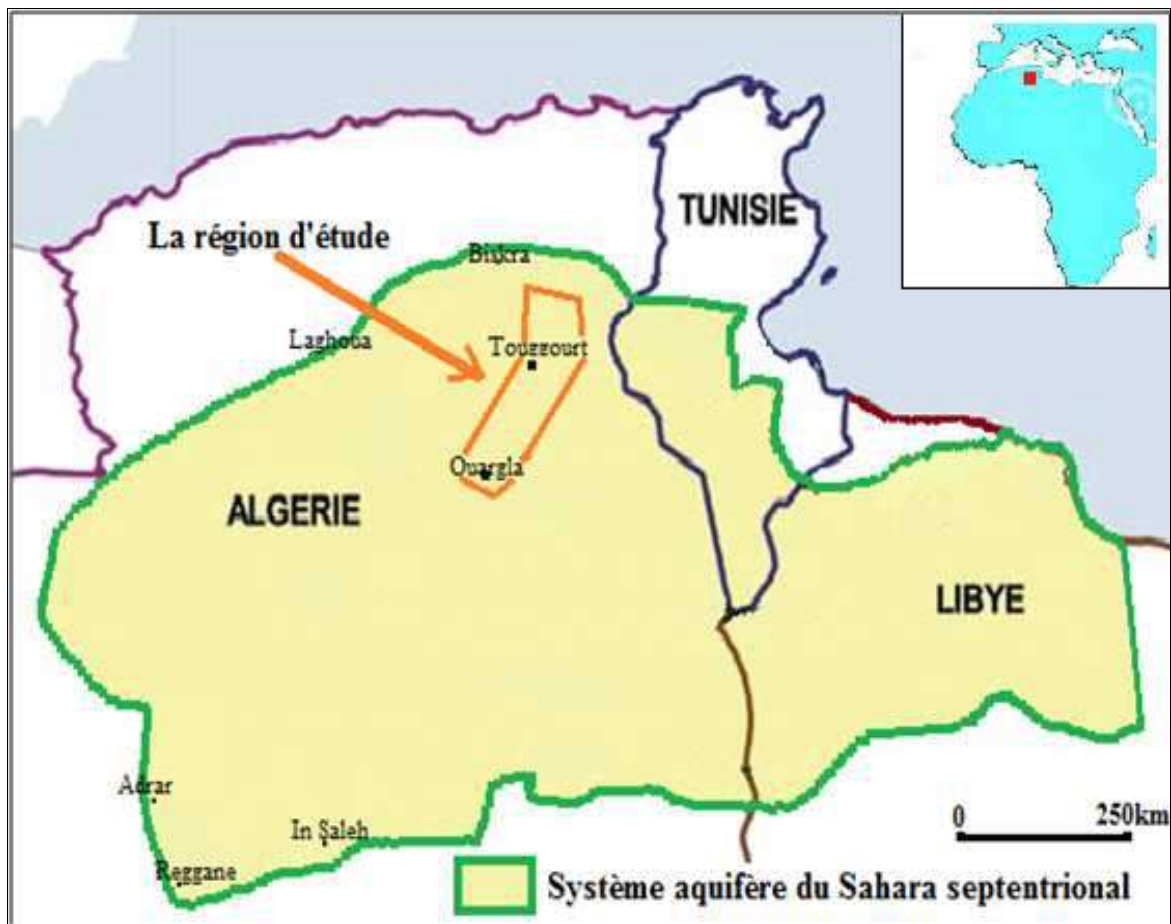 TUNISIE
La région d'étude
Biskra
Laghoua
Touggourt
Ouargla
ALGERIE
LIBYE
Adrar
In Saleh
Reggane
0 250km
Système aquifère du Sahara septentrional